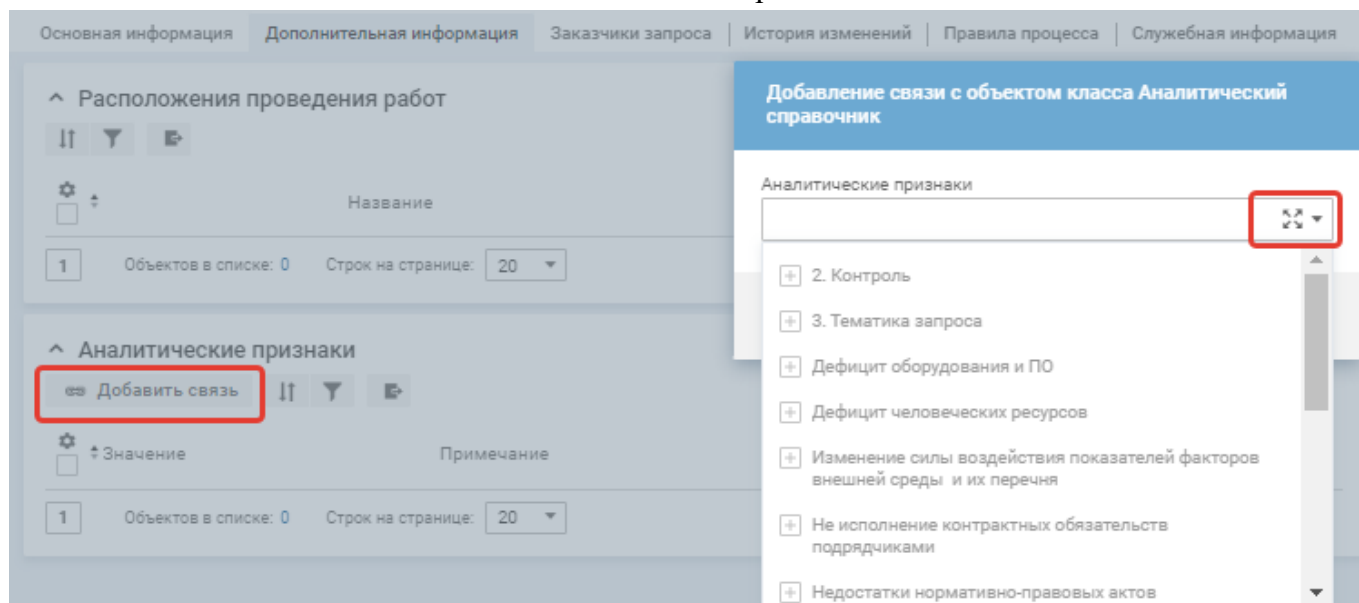 Основная информация Дополнительная информация Заказчики запроса История изменений Правила процесса Служебная информация
Расположения проведения работ
Название
1 Объектов в списке: 0 Строк на странице: 20
Аналитические признаки
Добавить связь
Значение Примечание
1 Объектов в списке: 0 Строк на странице: 20
Добавление связи с объектом класса Аналитический
справочник
Аналитические признаки
2. Контроль
3. Тематика запроса
Дефицит оборудования и ПО
Дефицит человеческих ресурсов
Изменение силы воздействия показателей факторов
внешней среды и их перечня
Не исполнение контрактных обязательств
подрядчиками
Недостатки нормативно-правовых актов